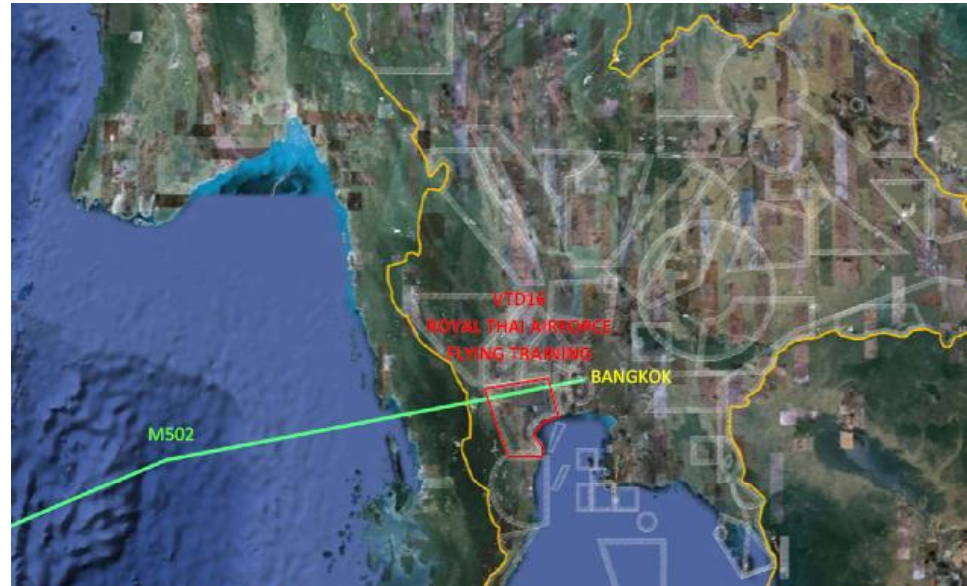 VTD16
ROYAL THAI AIRFORCE
FLYING TRAINING
BANGKOK
M502